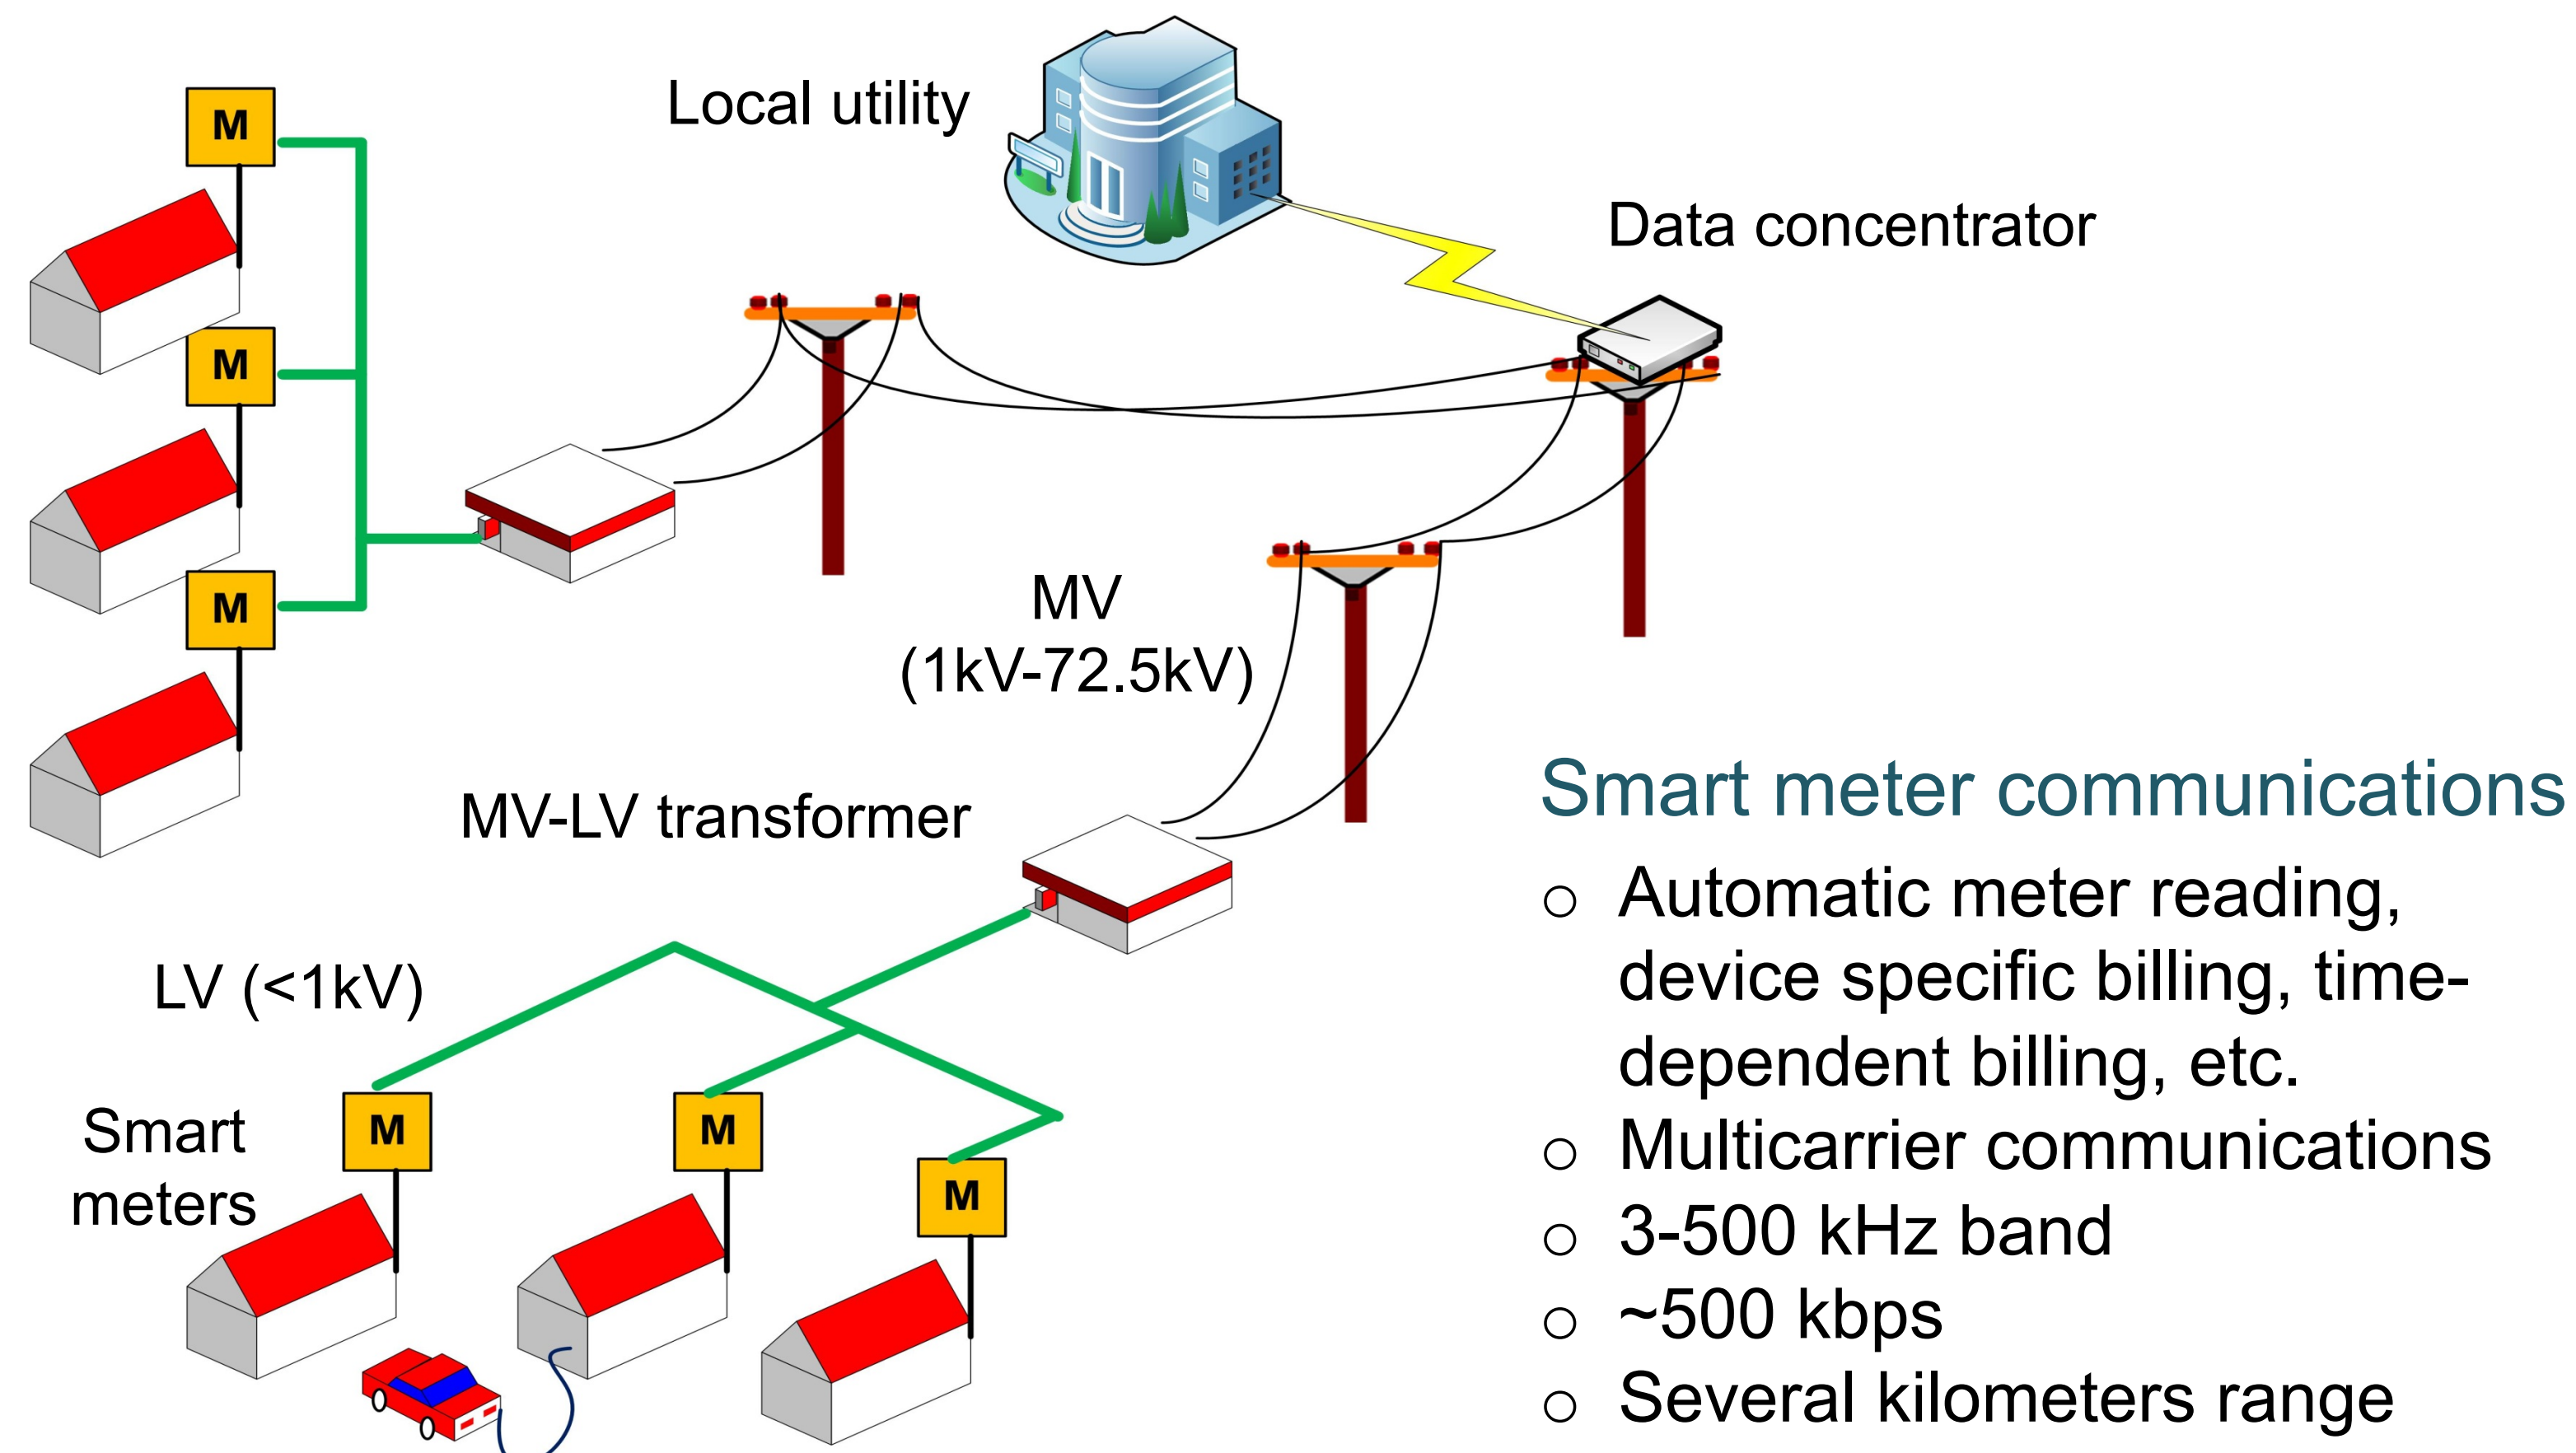 Local utility
Data concentrator
M
M
M
MV
(1kV-72.5kV)
MV-LV transformer
LV (<1kV)
Smart
meters
M
M
M
Smart meter communications
○ Automatic meter reading,
device specific billing, time-
dependent billing, etc.
○ Multicarrier communications
○ 3-500 kHz band
○ ~500 kbps
○ Several kilometers range